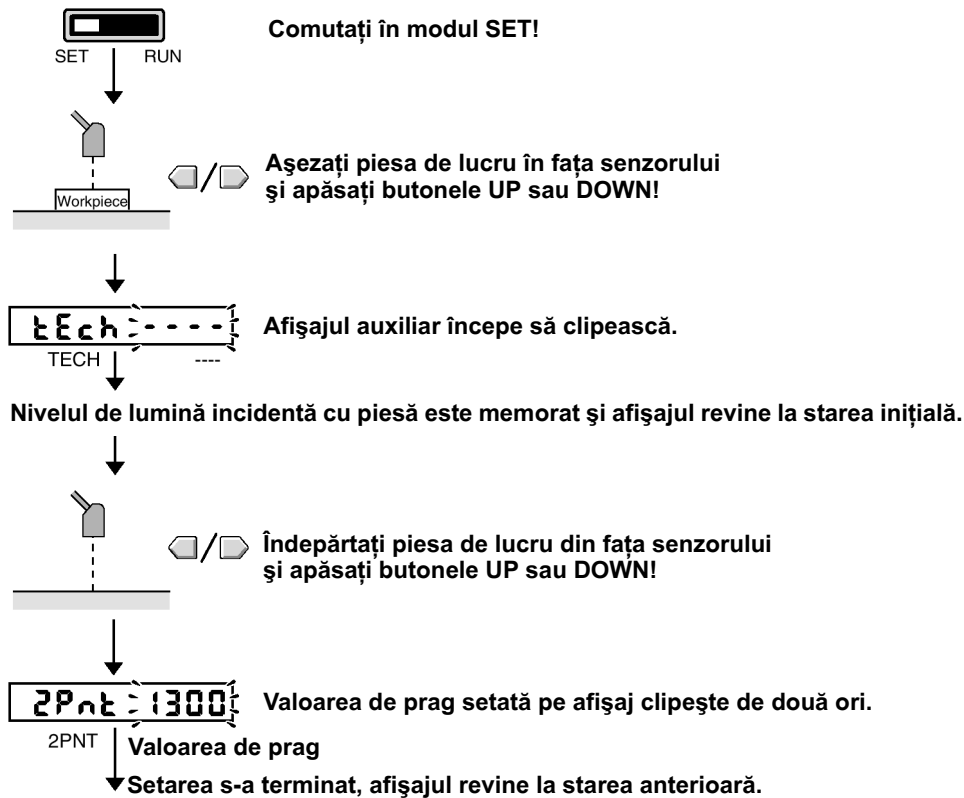 Comutați în modul SET!
SET RUN
Aşezați piesa de lucru în fața senzorului
şi apăsați butonele UP sau DOWN!
Workpiece
tEch ----
Afişajul auxiliar începe să clipească.
TECH ----
Nivelul de lumină incidentă cu piesă este memorat şi afişajul revine la starea inițială.
Îndepărtați piesa de lucru din fața senzorului
şi apăsați butonele UP sau DOWN!
2Pnt 1300
Valoarea de prag setată pe afişaj clipeşte de două ori.
2PNT
Valoarea de prag
Setarea s-a terminat, afişajul revine la starea anterioară.